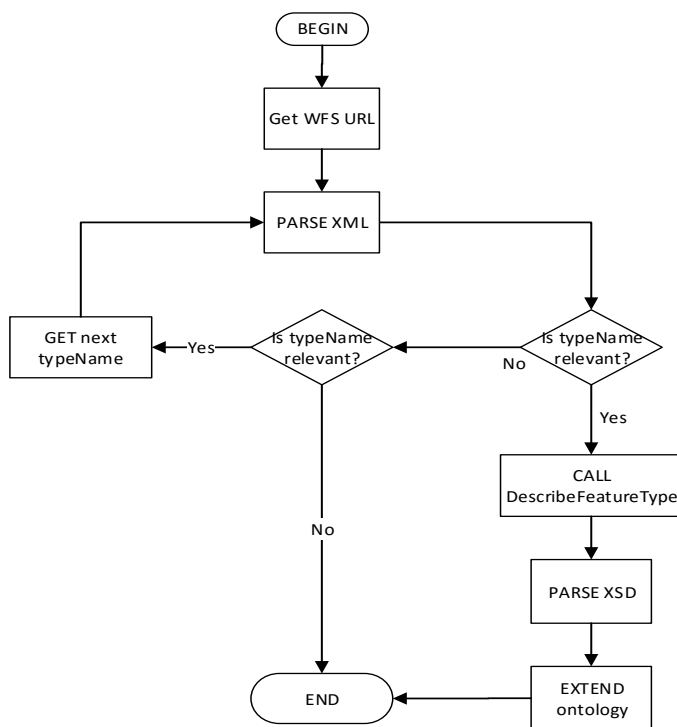 BEGIN
Get WFS URL
PARSE XML
GET next
typeName
Yes
Is typeName
relevant?
No
Is typeName
relevant?
Yes
CALL
DescribeFeatureType
No
PARSE XSD
END
EXTEND
ontology